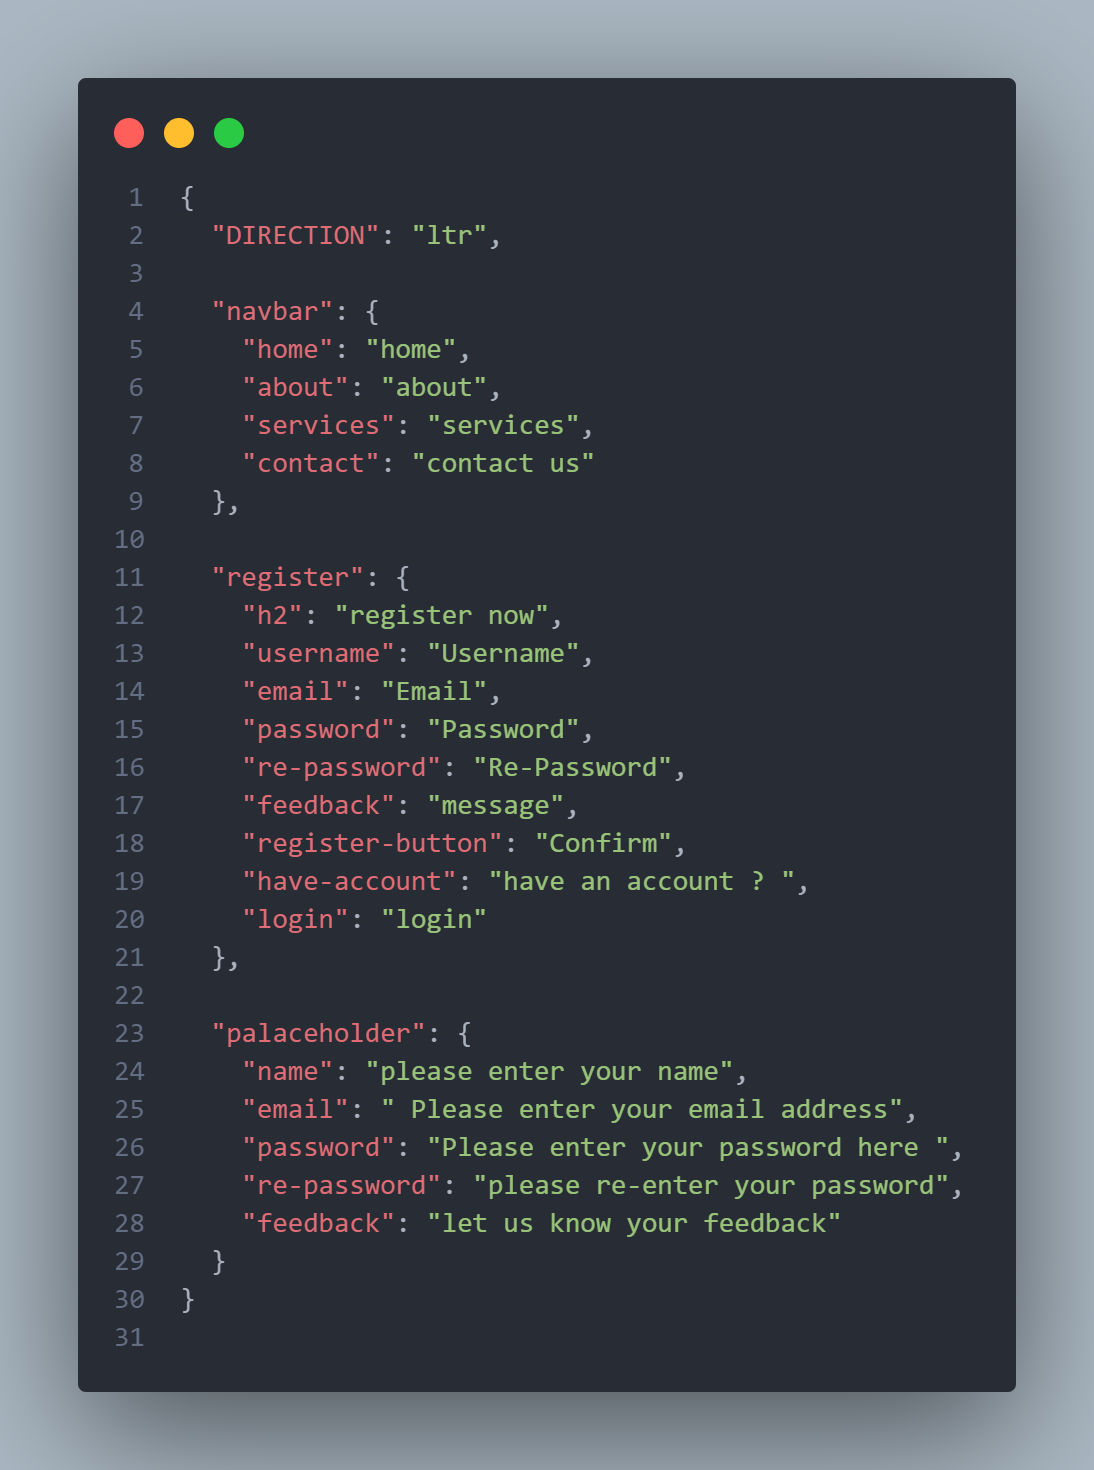 1 {
2   "DIRECTION": "ltr",
3
4   "navbar": {
5     "home": "home",
6     "about": "about",
7     "services": "services",
8     "contact": "contact us"
9   },
10
11   "register": {
12     "h2": "register now",
13     "username": "Username",
14     "email": "Email",
15     "password": "Password",
16     "re-password": "Re-Password",
17     "feedback": "message",
18     "register-button": "Confirm",
19     "have-account": "have an account ? ",
20     "login": "login"
21   },
22
23   "palaceholder": {
24     "name": "please enter your name",
25     "email": " Please enter your email address",
26     "password": "Please enter your password here ",
27     "re-password": "please re-enter your password",
28     "feedback": "let us know your feedback"
29   }
30 }
31